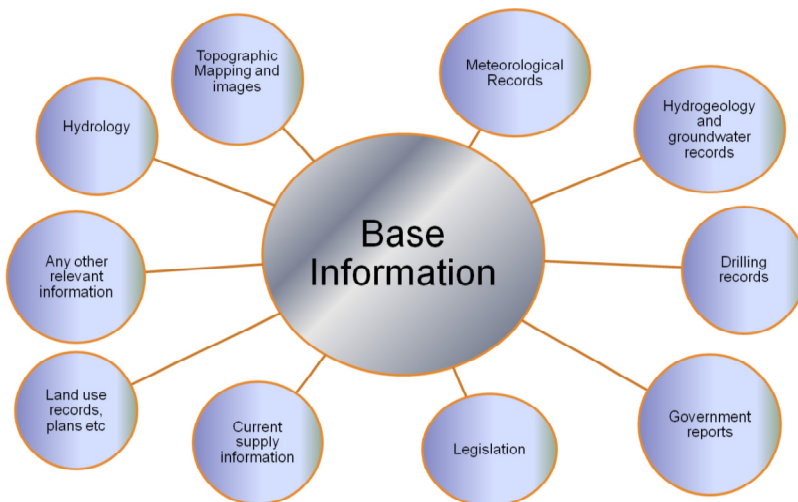 Topographic
Mapping and
images
Meteorological
Records
Hydrology
Hydrogeology
and
groundwater
records
Base
Information
Any other
relevant
information
Drilling
records
Land use
records,
plans etc
Current
supply
information
Legislation
Government
reports